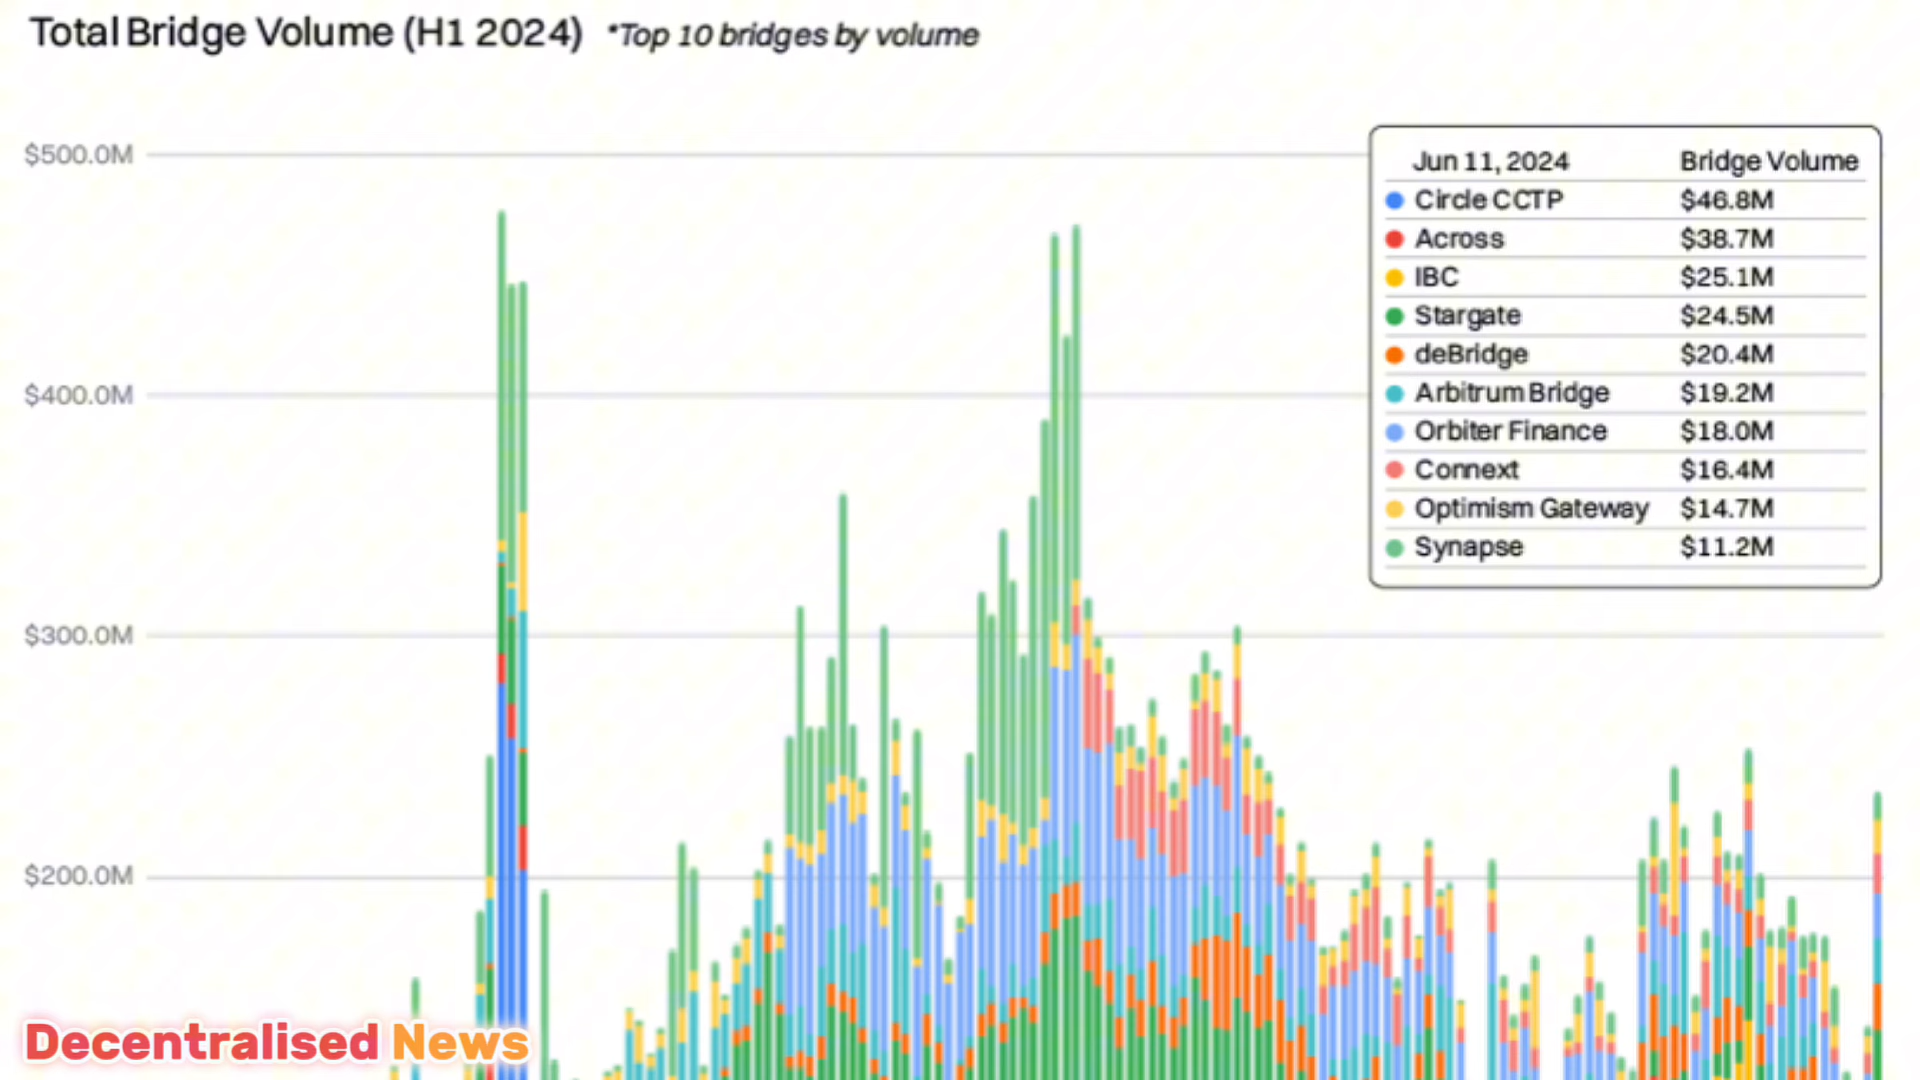 Total Bridge Volume (H1 2024) *Top 10 bridges by volume
$500.0M
Jun 11, 2024 Bridge Volume
Circle CCTP $46.8M
Across $38.7M
IBC $25.1M
Stargate $24.5M
deBridge $20.4M
$400.0M
Arbitrum Bridge $19.2M
Orbiter Finance $18.0M
Connext $16.4M
Optimism Gateway $14.7M
Synapse $11.2M
$300.0M
$200.0M
Decentralised News